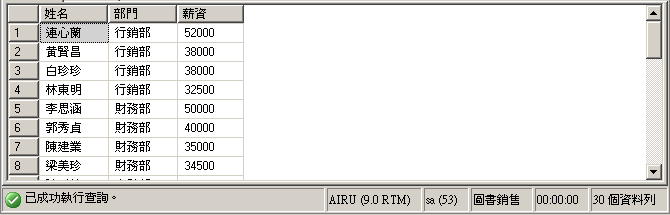 姓名 部門 薪資
1 連心蘭 行銷部 52000
2 黄賢昌 行銷部 38000
3 白珍珍 行銷部 38000
4 林東明 行銷部 32500
5 李思涵 財務部 50000
6 郭秀貞 財務部 40000
7 陳建業 財務部 35000
8 梁美珍 財務部 34500
已成功執行查詢。 AIRU (9.0 RTM) sa (53) 圖書銷售 00:00:00 30 個資料列